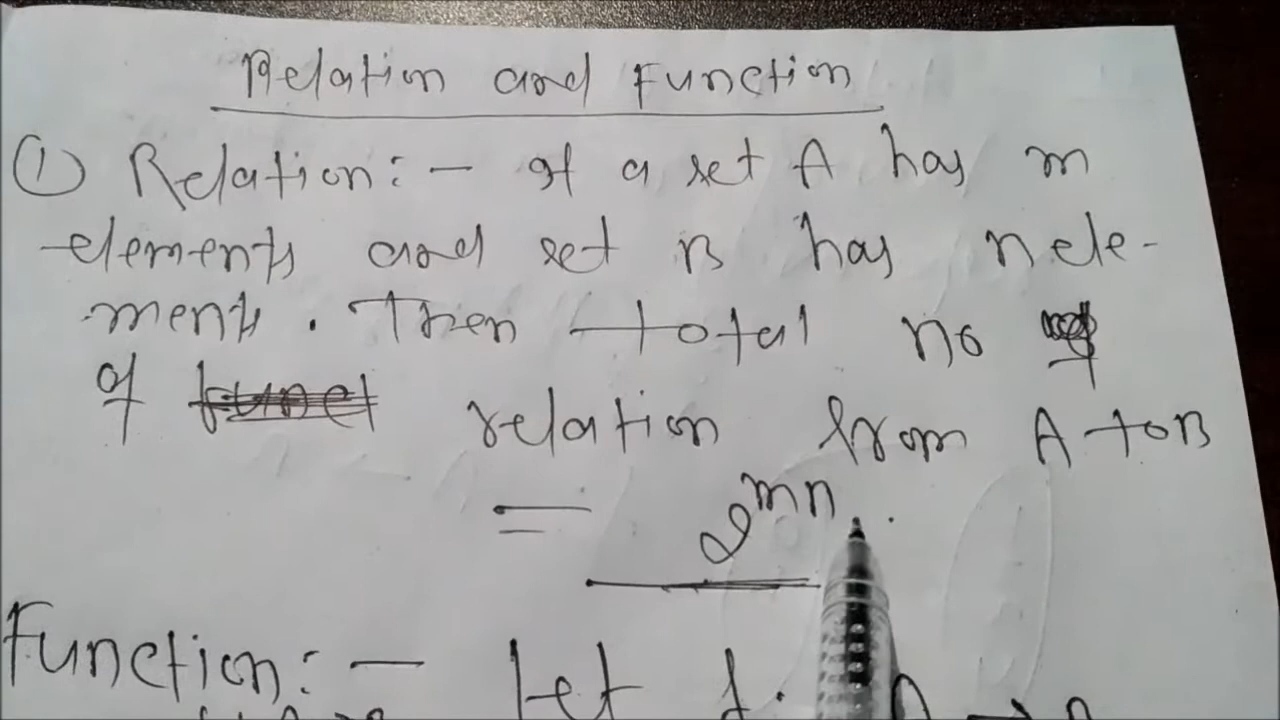 Relation and Function
① Relation:- If a set A has m
elements and set B has n ele-
ments. Then total no
of relation from A to B
= 2^mn.
Function:- Let f: A → B